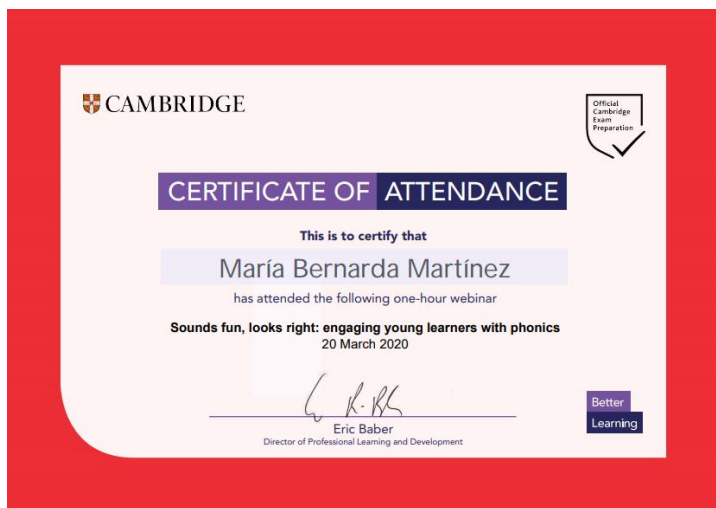 CAMBRIDGE
Official
Cambridge
Exam
Preparation
CERTIFICATE OF ATTENDANCE
This is to certify that
María Bernarda Martínez
has attended the following one-hour webinar
Sounds fun, looks right: engaging young learners with phonics
20 March 2020
Eric Baber
Director of Professional Learning and Development
Better
Learning